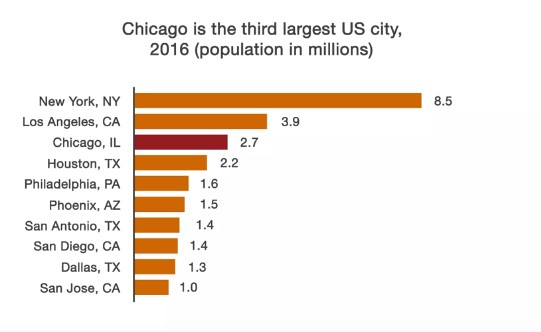 Chicago is the third largest US city,
2016 (population in millions)
New York, NY 8.5
Los Angeles, CA 3.9
Chicago, IL 2.7
Houston, TX 2.2
Philadelphia, PA 1.6
Phoenix, AZ 1.5
San Antonio, TX 1.4
San Diego, CA 1.4
Dallas, TX 1.3
San Jose, CA 1.0